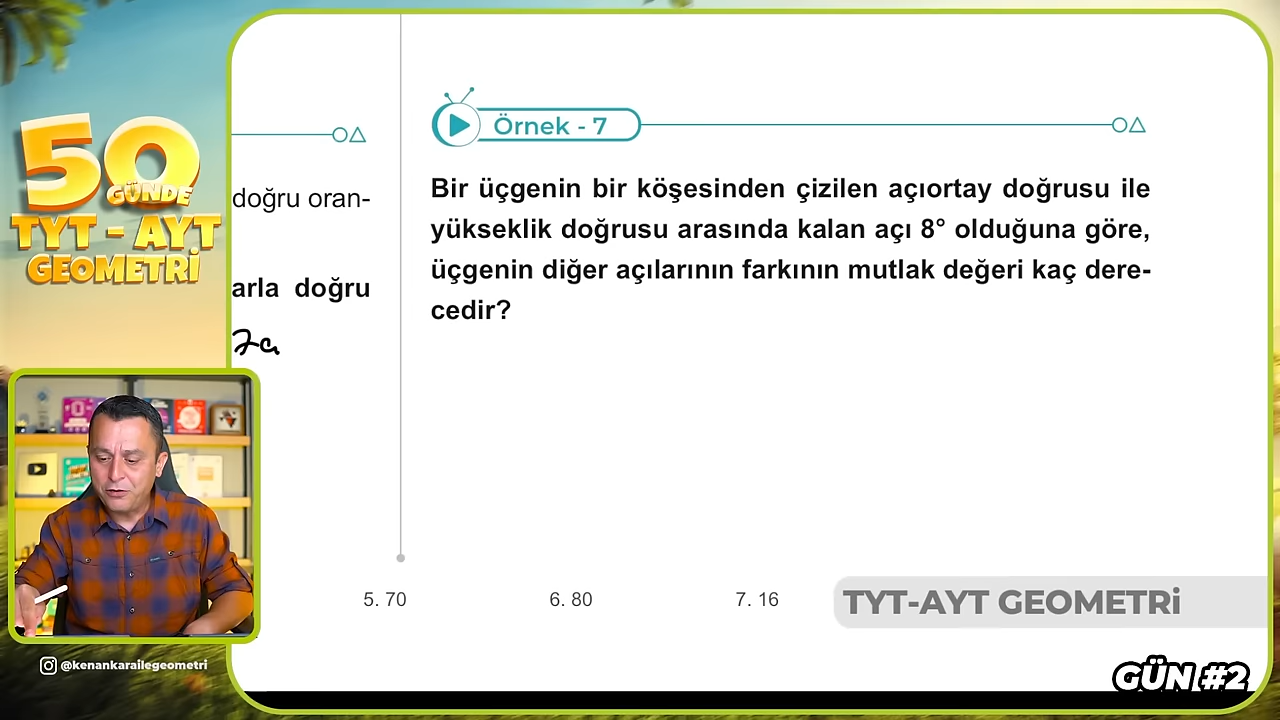 50
GÜNDE
TYT - AYT
GEOMETRİ
doğru oran-
arla doğru
Örnek - 7
Bir üçgenin bir köşesinden çizilen açıortay doğrusu ile
yükseklik doğrusu arasında kalan açı 8° olduğuna göre,
üçgenin diğer açılarının farkının mutlak değeri kaç dere-
cedir?
5. 70
6. 80
7. 16
TYT-AYT GEOMETRİ
GÜN #2
@kenankarailegeometri